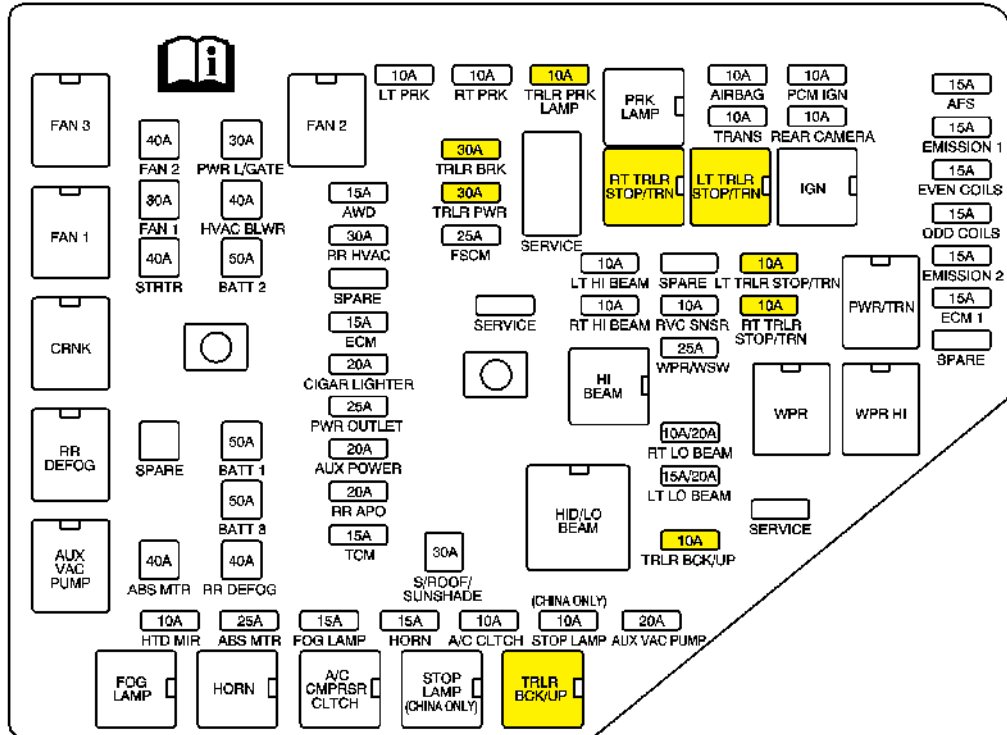 i
10A
LT PRK
10A
RT PRK
10A
TRLR PRK
LAMP
PRK
LAMP
10A
AIRBAG
10A
PCM IGN
10A
TRANS
10A
REAR CAMERA
15A
AFS
15A
EMISSION 1
15A
EVEN COILS
15A
ODD COILS
15A
EMISSION 2
15A
ECM 1
SPARE
FAN 3
40A
FAN 2
30A
PWR L/GATE
FAN 2
30A
TRLR BRK
30A
TRLR PWR
25A
FSCM
SERVICE
RT TRLR
STOP/TRN
LT TRLR
STOP/TRN
IGN
FAN 1
30A
FAN 1
40A
HVAC BLWR
40A
STRTR
50A
BATT 2
15A
AWD
30A
RR HVAC
SPARE
15A
ECM
20A
CIGAR LIGHTER
25A
PWR OUTLET
20A
AUX POWER
20A
RR APO
15A
TCM
SERVICE
10A
LT HI BEAM
SPARE
10A
LT TRLR STOP/TRN
10A
RT HI BEAM
10A
RVC SNSR
10A
RT TRLR
STOP/TRN
25A
WPR/WSW
PWR/TRN
CRNK
HI
BEAM
WPR
WPR HI
RR
DEFOG
SPARE
50A
BATT 1
50A
BATT 3
10A/20A
RT LO BEAM
15A/20A
LT LO BEAM
HID/LO
BEAM
SERVICE
10A
TRLR BCK/UP
AUX
VAC
PUMP
40A
ABS MTR
40A
RR DEFOG
30A
S/ROOF/
SUNSHADE
10A
HTD MIR
25A
ABS MTR
15A
FOG LAMP
15A
HORN
10A
A/C CLTCH
(CHINA ONLY)
10A
STOP LAMP
20A
AUX VAC PUMP
FOG
LAMP
HORN
A/C
CMPRSR
CLTCH
STOP
LAMP
(CHINA ONLY)
TRLR
BCK/UP